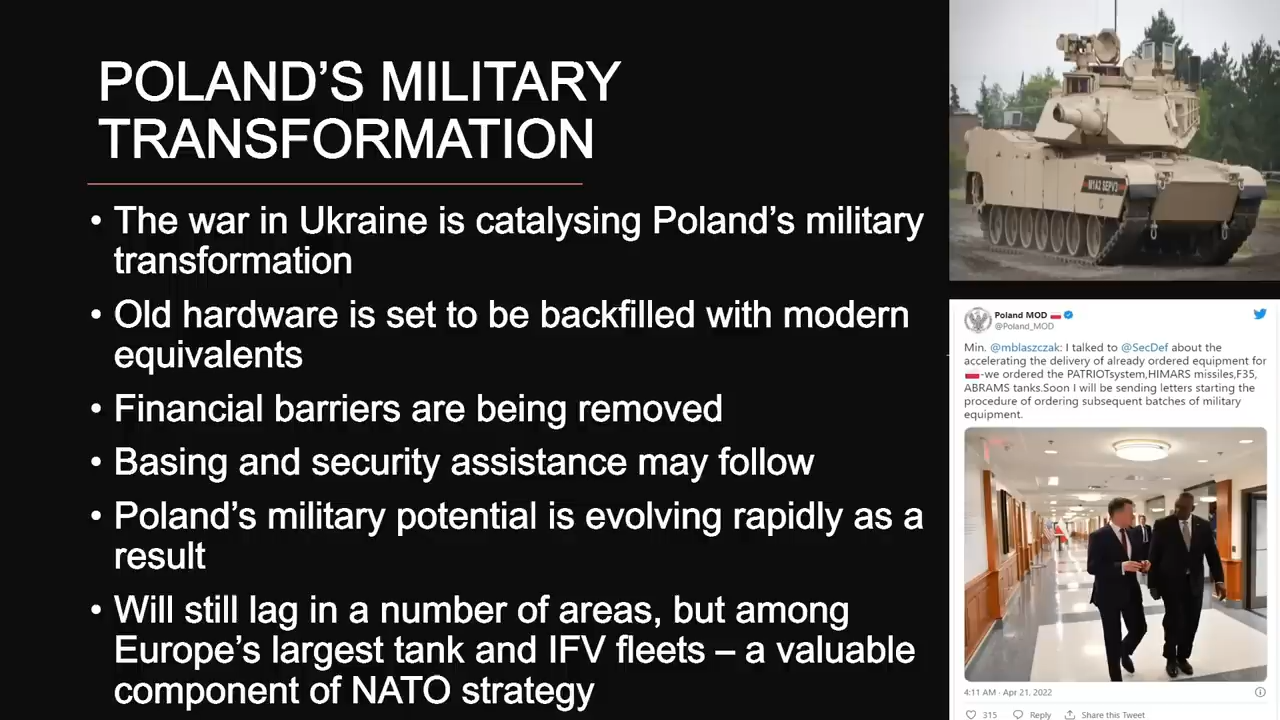 POLAND’S MILITARY
TRANSFORMATION
• The war in Ukraine is catalysing Poland’s military
transformation
• Old hardware is set to be backfilled with modern
equivalents
• Financial barriers are being removed
• Basing and security assistance may follow
• Poland’s military potential is evolving rapidly as a
result
• Will still lag in a number of areas, but among
Europe’s largest tank and IFV fleets – a valuable
component of NATO strategy
M1A2 SEPV3
Poland MOD
@Poland_MOD
Min. @mblaszczak: I talked to @SecDef about the
accelerating the delivery of already ordered equipment for
-we ordered the PATRIOTsystem,HIMARS missiles,F35,
ABRAMS tanks.Soon I will be sending letters starting the
procedure of ordering subsequent batches of military
equipment.
4:11 AM · Apr 21, 2022
315 Reply Share this Tweet